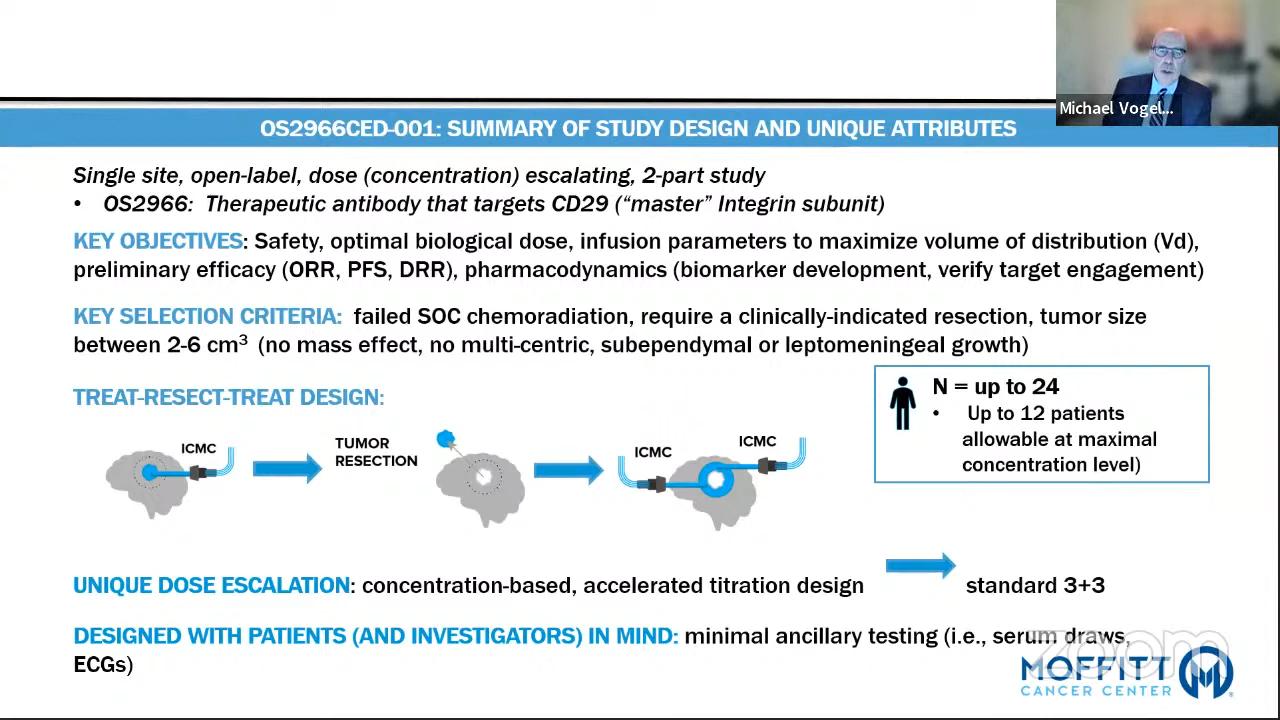 Michael Vogel...
OS2966CED-001: SUMMARY OF STUDY DESIGN AND UNIQUE ATTRIBUTES
Single site, open-label, dose (concentration) escalating, 2-part study
• OS2966: Therapeutic antibody that targets CD29 (“master” Integrin subunit)
KEY OBJECTIVES: Safety, optimal biological dose, infusion parameters to maximize volume of distribution (Vd),
preliminary efficacy (ORR, PFS, DRR), pharmacodynamics (biomarker development, verify target engagement)
KEY SELECTION CRITERIA: failed SOC chemoradiation, require a clinically-indicated resection, tumor size
between 2-6 cm³ (no mass effect, no multi-centric, subependymal or leptomeningeal growth)
TREAT-RESECT-TREAT DESIGN:
N = up to 24
• Up to 12 patients
allowable at maximal
concentration level)
ICMC
TUMOR
RESECTION
ICMC
ICMC
UNIQUE DOSE ESCALATION: concentration-based, accelerated titration design
standard 3+3
DESIGNED WITH PATIENTS (AND INVESTIGATORS) IN MIND: minimal ancillary testing (i.e., serum draws,
ECGs)
zoom
MOFFITT
CANCER CENTER